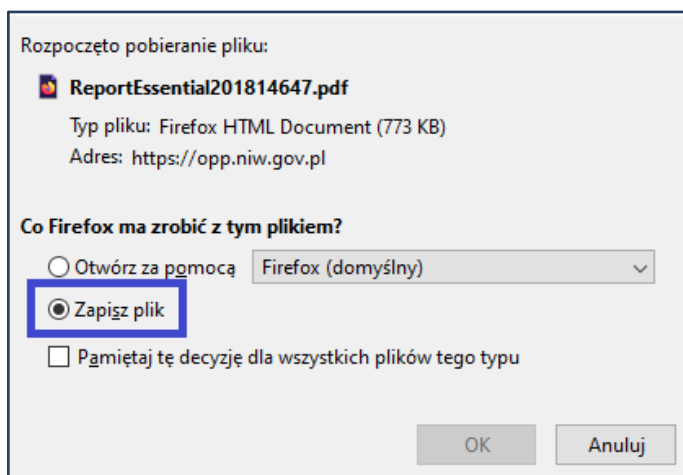 Rozpoczęto pobieranie pliku:
ReportEssential201814647.pdf
Typ pliku: Firefox HTML Document (773 KB)
Adres: https://opp.niw.gov.pl
Co Firefox ma zrobić z tym plikiem?
Otwórz za pomocą Firefox (domyślny)
Zapisz plik
Pamiętaj tę decyzję dla wszystkich plików tego typu
OK Anuluj